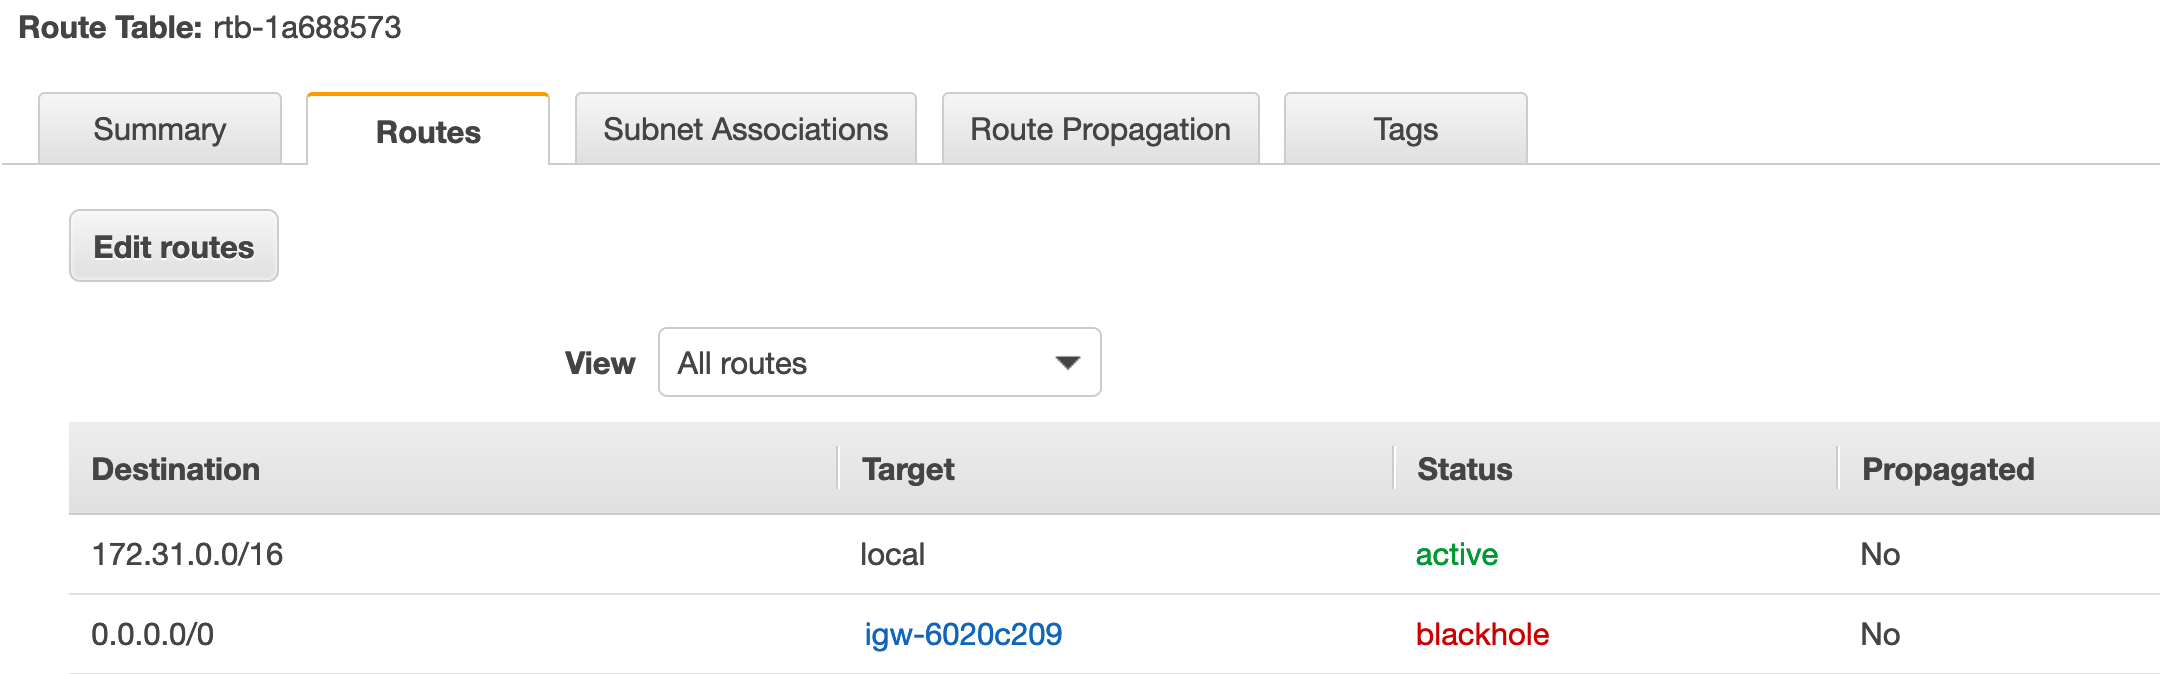 Route Table: rtb-1a688573
Summary Routes Subnet Associations Route Propagation Tags
Edit routes
View All routes
Destination Target Status Propagated
172.31.0.0/16 local active No
0.0.0.0/0 igw-6020c209 blackhole No